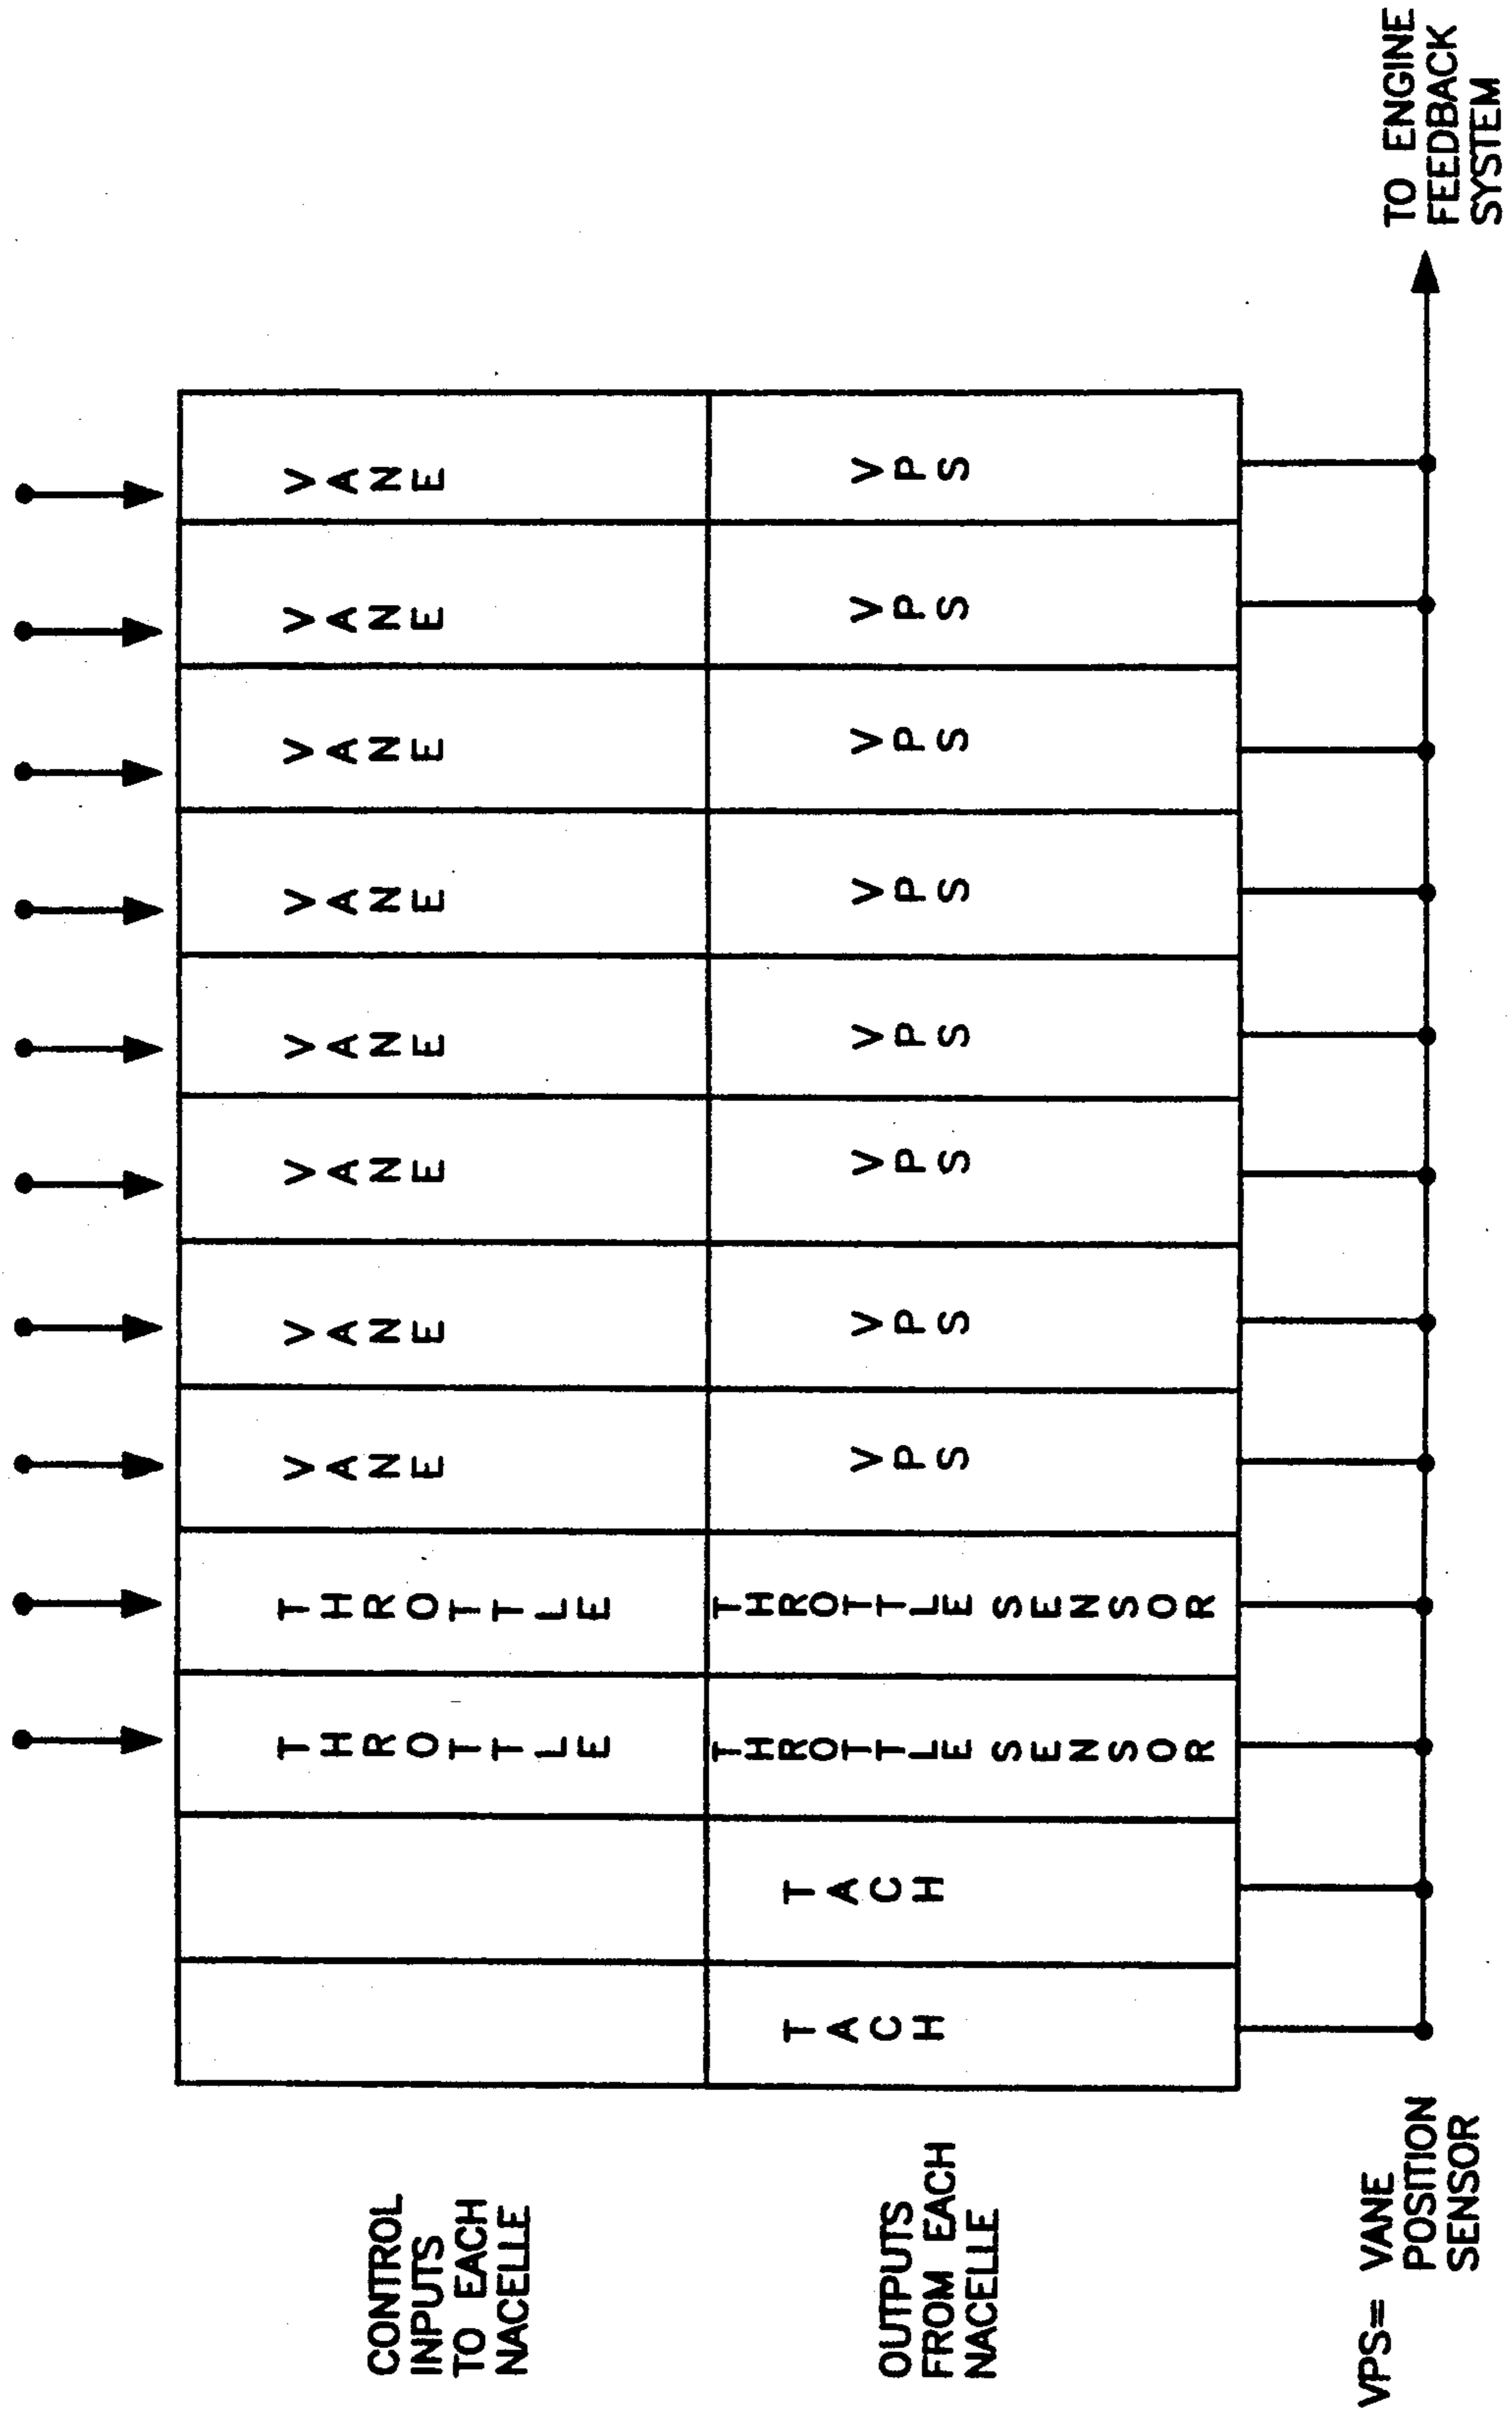 CONTROL
INPUTS
TO EACH
NACELLE
THROTTLE
THROTTLE
VANE
VANE
VANE
VANE
VANE
VANE
VANE
VANE
OUTPUTS
FROM EACH
NACELLE
TACH
TACH
THROTTLE SENSOR
THROTTLE SENSOR
VPS
VPS
VPS
VPS
VPS
VPS
VPS
VPS
VPS= VANE
POSITION
SENSOR
TO ENGINE
FEEDBACK
SYSTEM